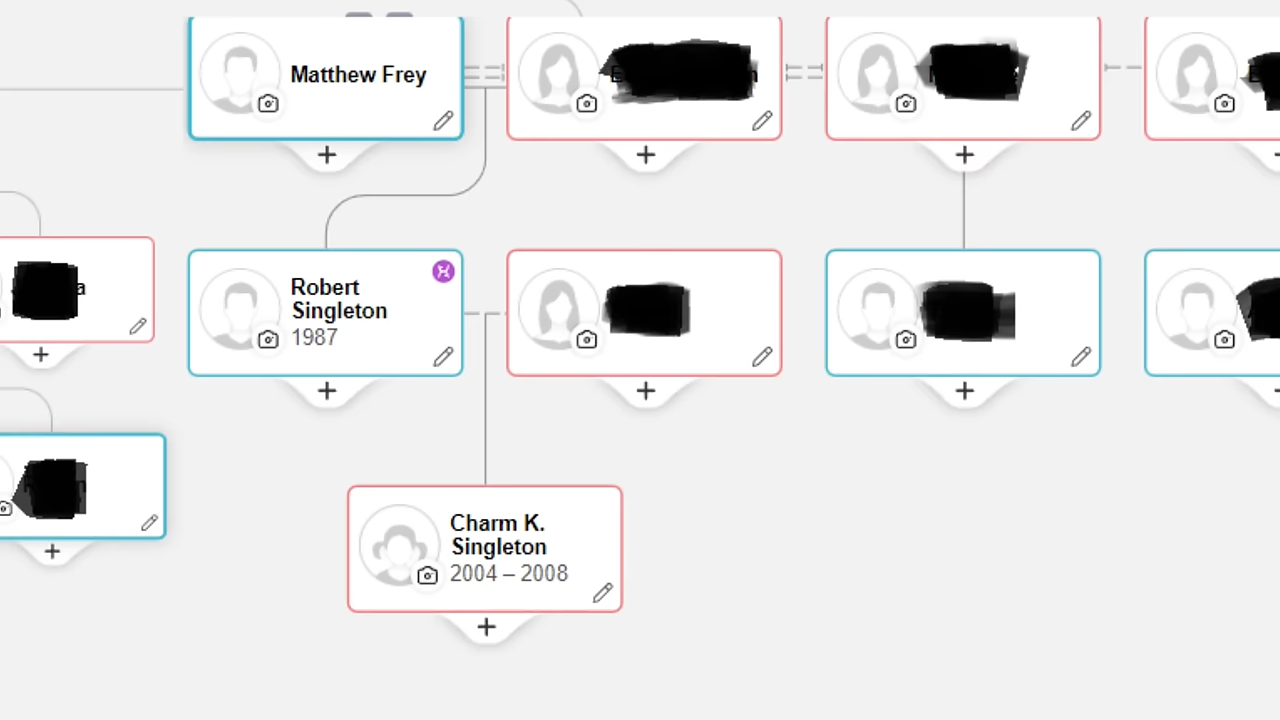 Matthew Frey
Robert
Singleton
1987
Charm K.
Singleton
2004 – 2008